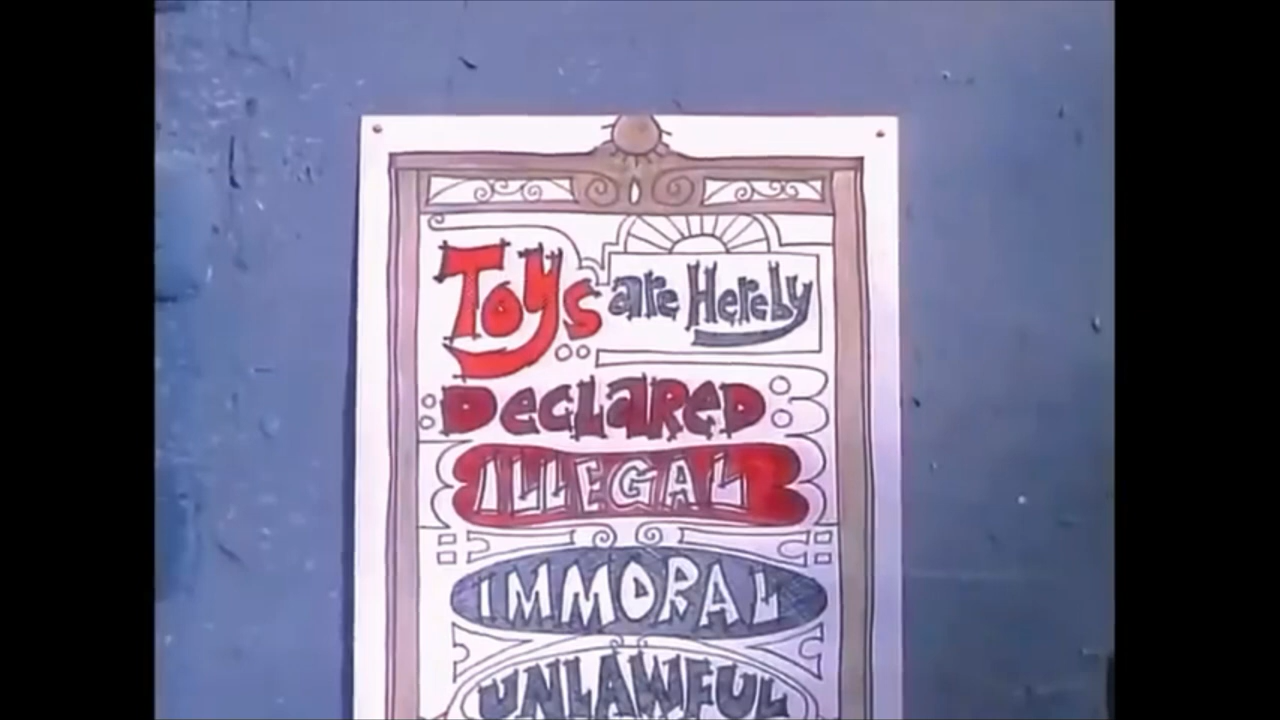 Toys are Hereby
DECLARED
ILLEGAL
IMMORAL
UNLAWFUL